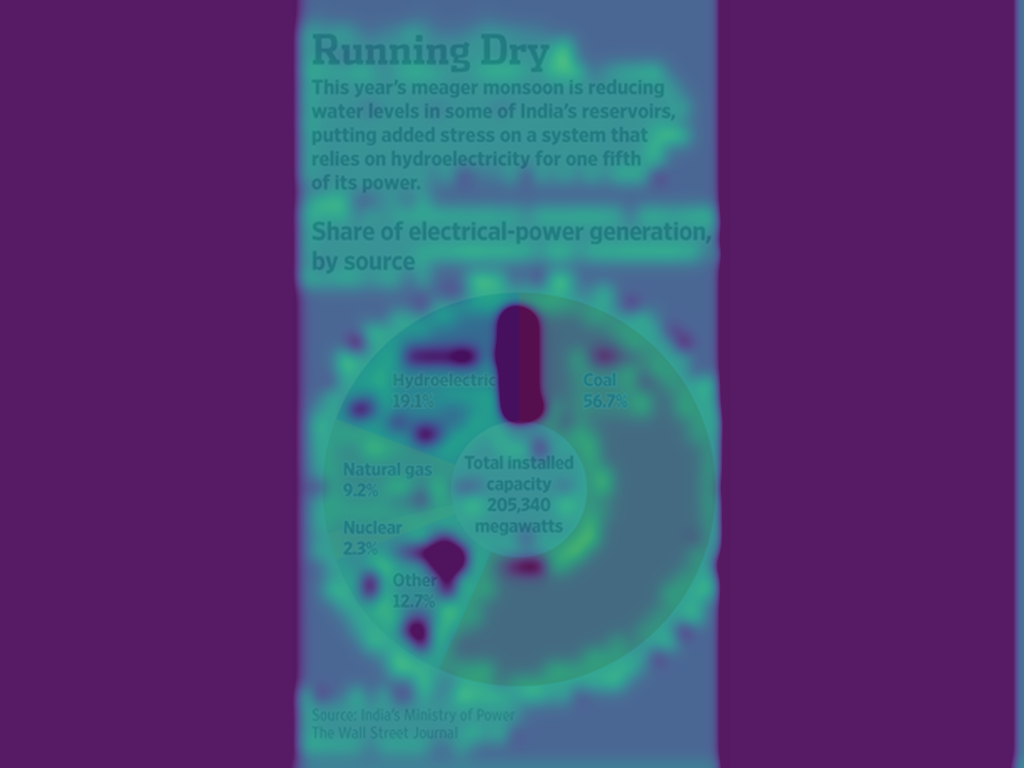 Running Dry
This year's meager monsoon is reducing
water levels in some of India's reservoirs,
putting added stress on a system that
relies on hydroelectricity for one fifth
of its power.
Share of electrical-power generation,
by source
Hydroelectric
19.1%
Coal
56.7%
Natural gas
9.2%
Total installed
capacity
205,340
megawatts
Nuclear
2.3%
Other
12.7%
Source: India's Ministry of Power
The Wall Street Journal